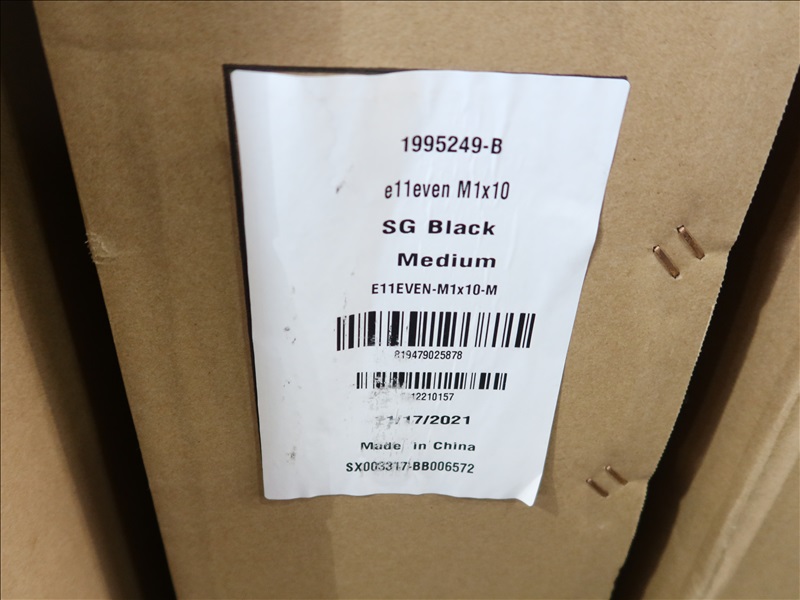 1995249-B
e11even M1x10
SG Black
Medium
E11EVEN-M1x10-M
819479025878
Made in China
SX003317-BB006572